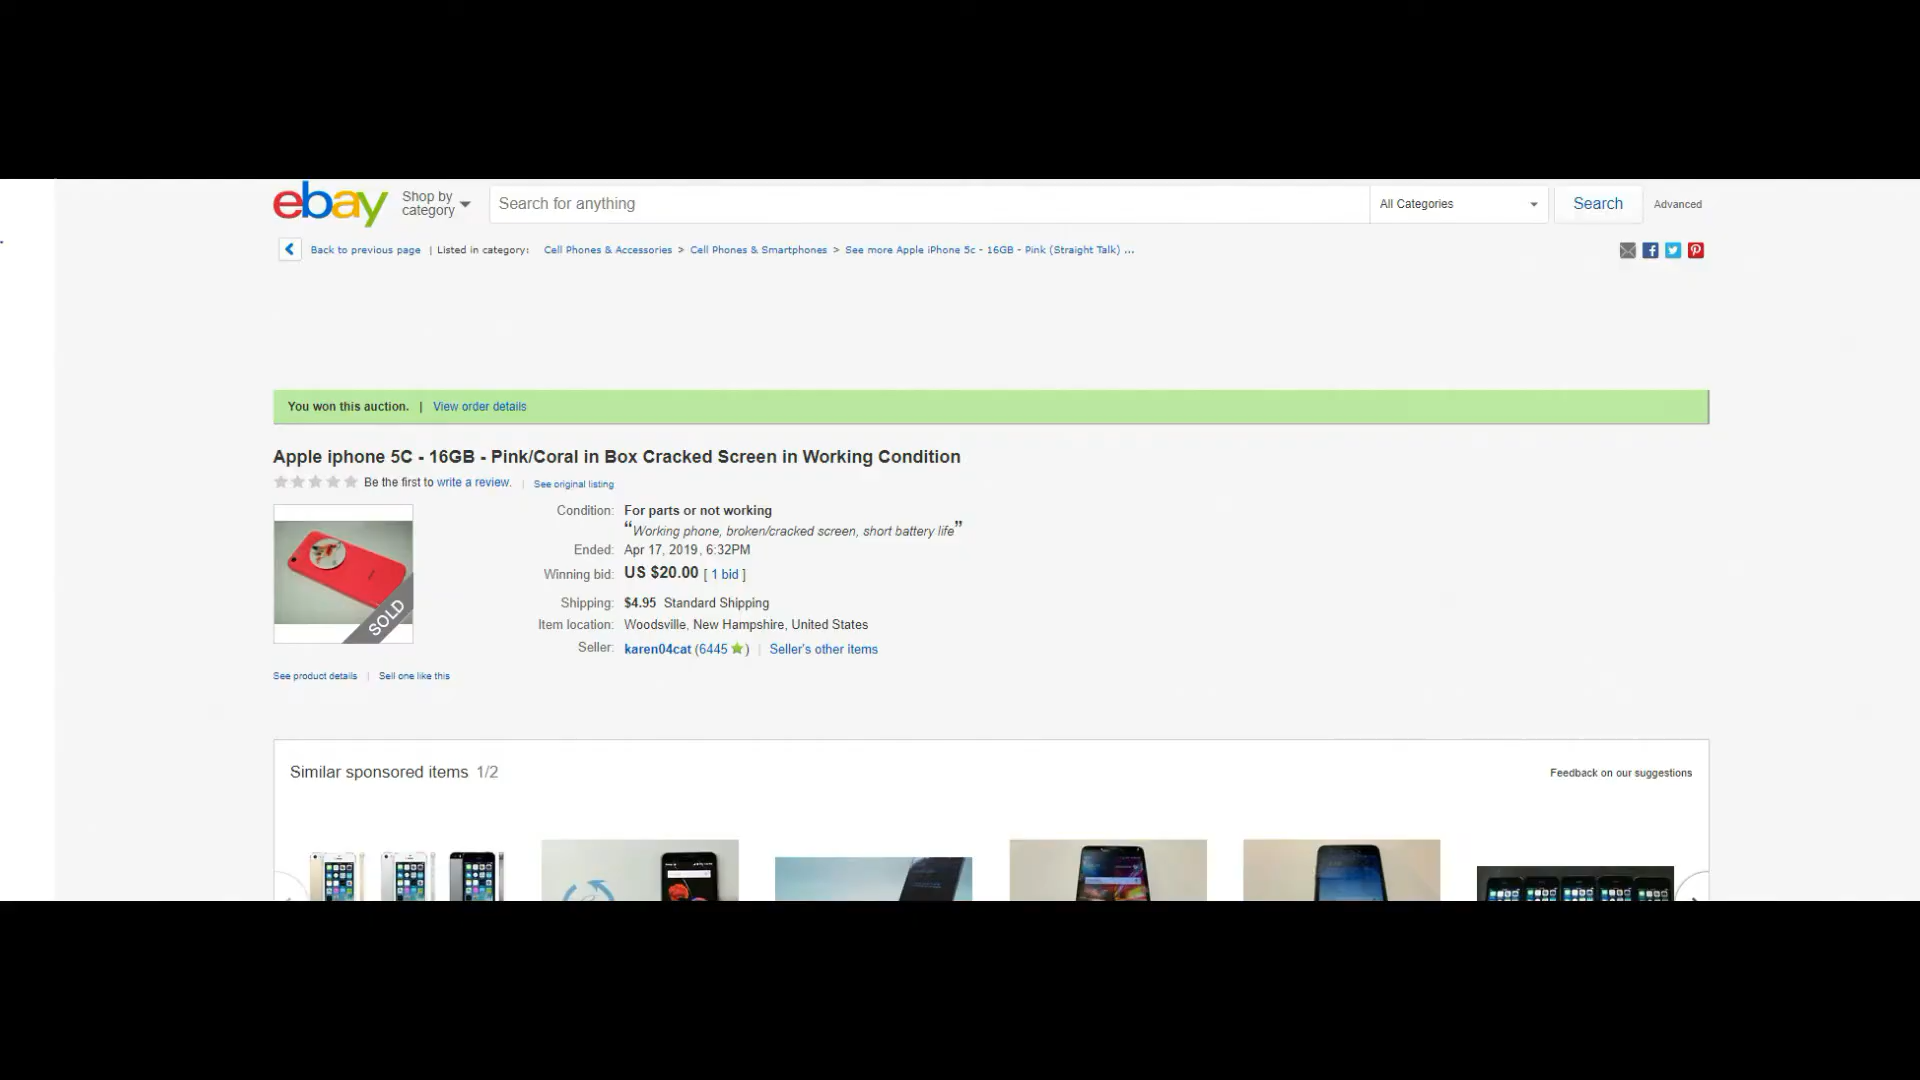 ebay
Shop by
category
Search for anything
All Categories
Search
Advanced
Back to previous page | Listed in category: Cell Phones & Accessories > Cell Phones & Smartphones > See more Apple iPhone 5c - 16GB - Pink (Straight Talk) ...
You won this auction. | View order details
Apple iphone 5C - 16GB - Pink/Coral in Box Cracked Screen in Working Condition
Be the first to write a review. | See original listing
Condition: For parts or not working
“Working phone, broken/cracked screen, short battery life”
Ended: Apr 17, 2019 , 6:32PM
Winning bid: US $20.00 [ 1 bid ]
Shipping: $4.95 Standard Shipping
Item location: Woodsville, New Hampshire, United States
Seller: karen04cat (6445 ) | Seller's other items
SOLD
See product details | Sell one like this
Similar sponsored items 1/2
Feedback on our suggestions